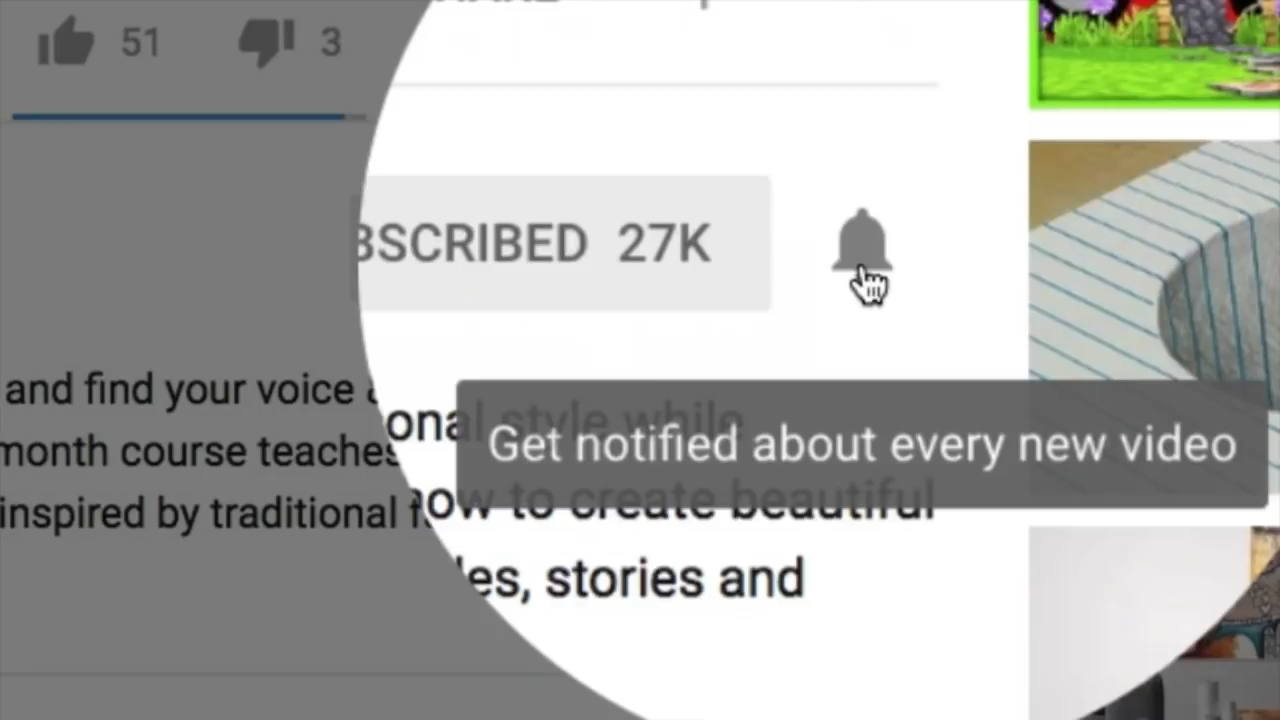 51 3
BSCRIBED 27K
and find your voice
onal style while
Get notified about every new video
month course teaches
how to create beautiful
inspired by traditional
les, stories and